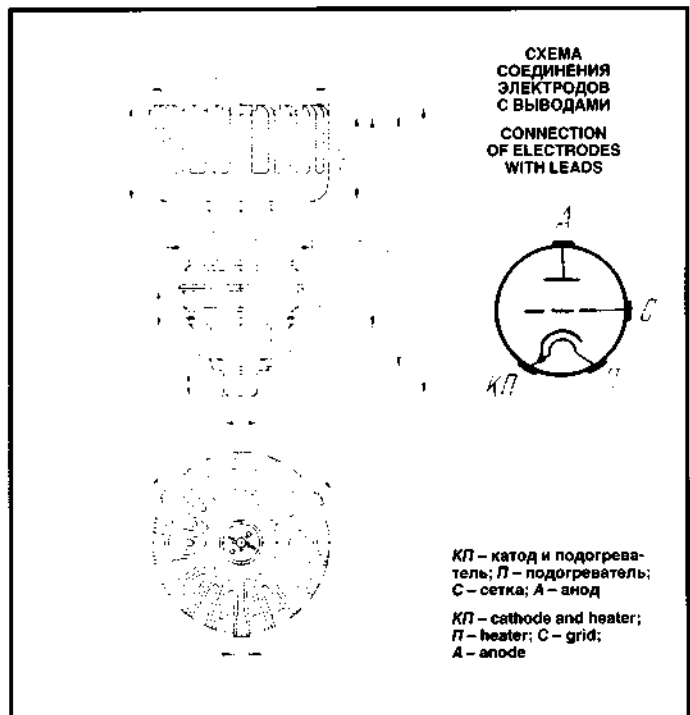 СХЕМА
СОЕДИНЕНИЯ
ЭЛЕКТРОДОВ
С ВЫВОДАМИ
CONNECTION
OF ELECTRODES
WITH LEADS
А
С
КП
П
КП – катод и подогрева-
тель; П – подогреватель;
С – сетка; А – анод
КП – cathode and heater;
П – heater; С – grid;
А – anode